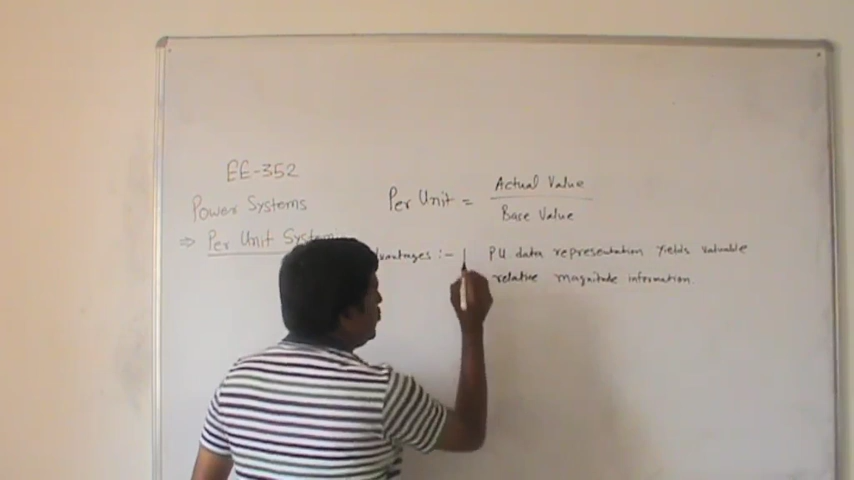 EE-352
Power Systems
⇒ Per Unit System
Per Unit = Actual Value
Base Value
:- 1 PU data representation yields valuable
relative magnitude information